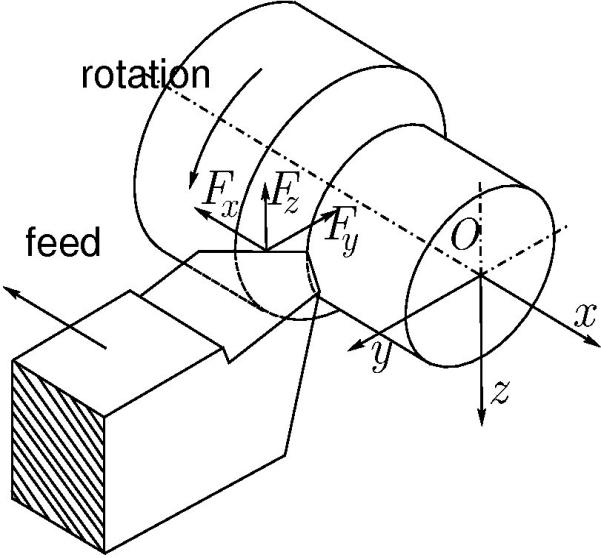 rotation
F_x
F_z
F_y
feed
O
x
y
z